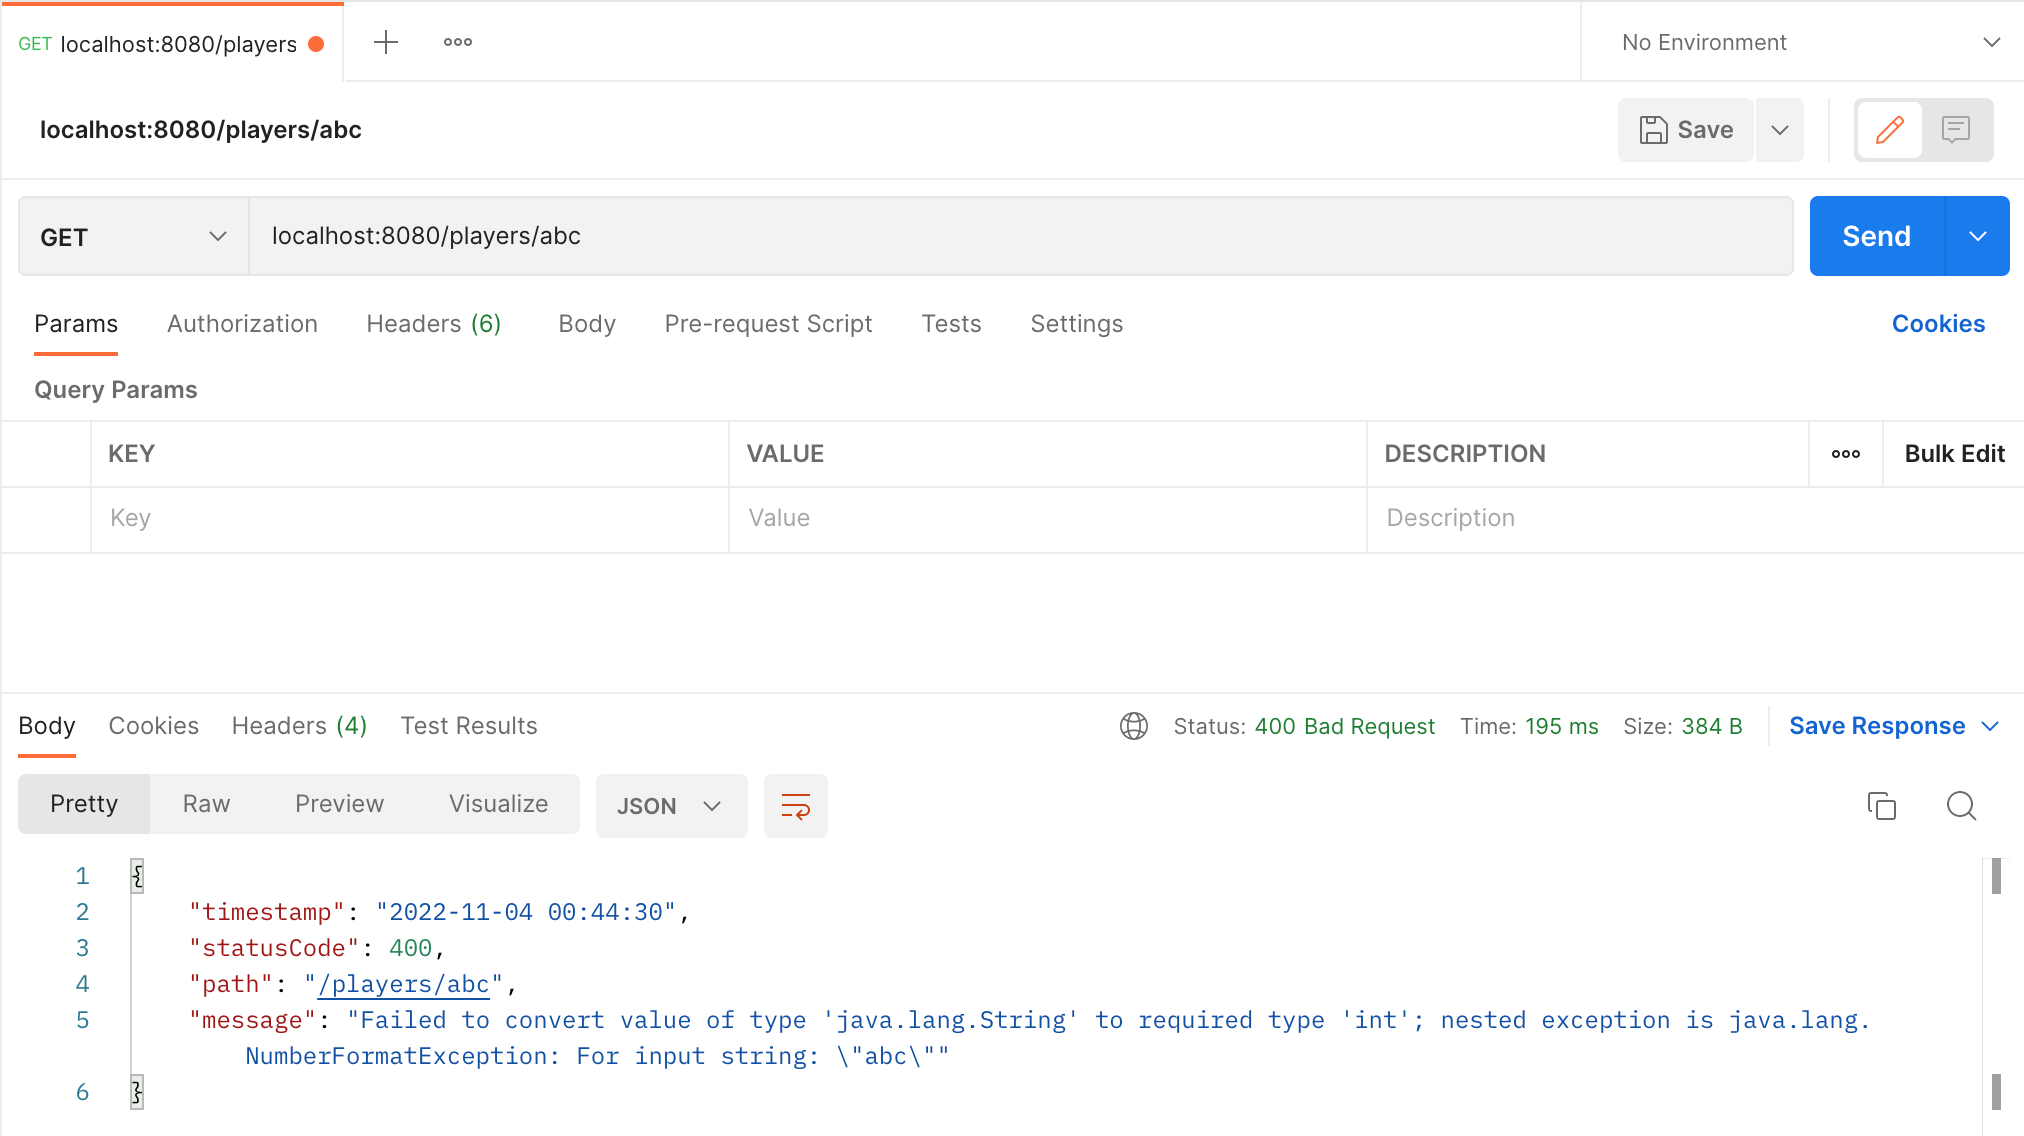 GET localhost:8080/players
No Environment
localhost:8080/players/abc
Save
GET localhost:8080/players/abc
Send
Params Authorization Headers (6) Body Pre-request Script Tests Settings Cookies
Query Params
KEY VALUE DESCRIPTION Bulk Edit
Key Value Description
Body Cookies Headers (4) Test Results Status: 400 Bad Request Time: 195 ms Size: 384 B Save Response
Pretty Raw Preview Visualize JSON
1 {
2 "timestamp": "2022-11-04 00:44:30",
3 "statusCode": 400,
4 "path": "/players/abc",
5 "message": "Failed to convert value of type 'java.lang.String' to required type 'int'; nested exception is java.lang.
NumberFormatException: For input string: \"abc\""
6 }